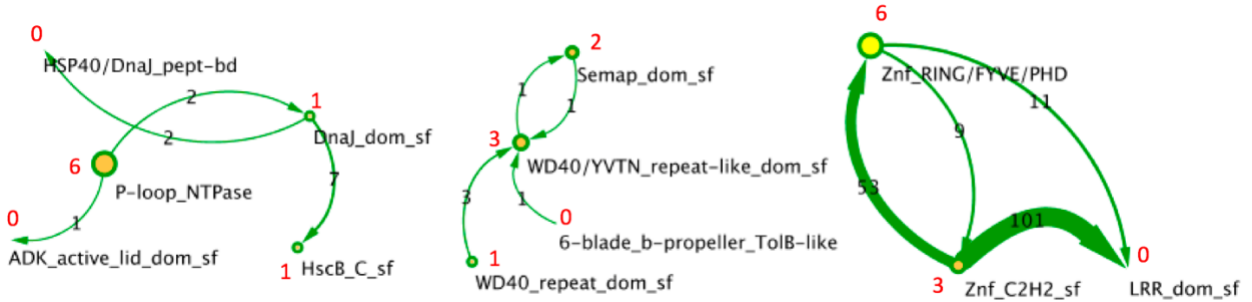 0
HSP40/DnaJ_pept-bd
2
1
DnaJ_dom_sf
2
6
P-loop_NTPase
7
0
1
ADK_active_lid_dom_sf
1
HscB_C_sf
2
Semap_dom_sf
1
1
3
WD40/YVTN_repeat-like_dom_sf
3
1
0
6-blade_b-propeller_TolB-like
1
WD40_repeat_dom_sf
6
Znf_RING/FYVE/PHD
11
9
53
101
0
3
Znf_C2H2_sf
LRR_dom_sf